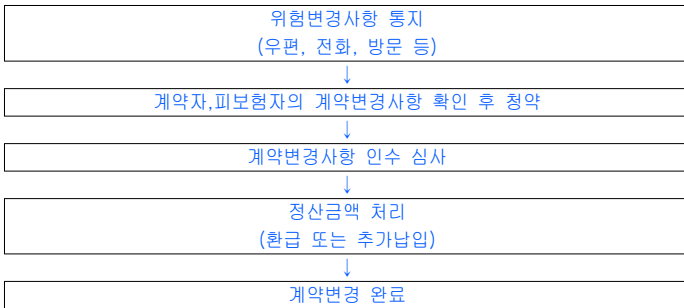 위험변경사항 통지
(우편, 전화, 방문 등)
↓
계약자,피보험자의 계약변경사항 확인 후 청약
↓
계약변경사항 인수 심사
↓
정산금액 처리
(환급 또는 추가납입)
↓
계약변경 완료